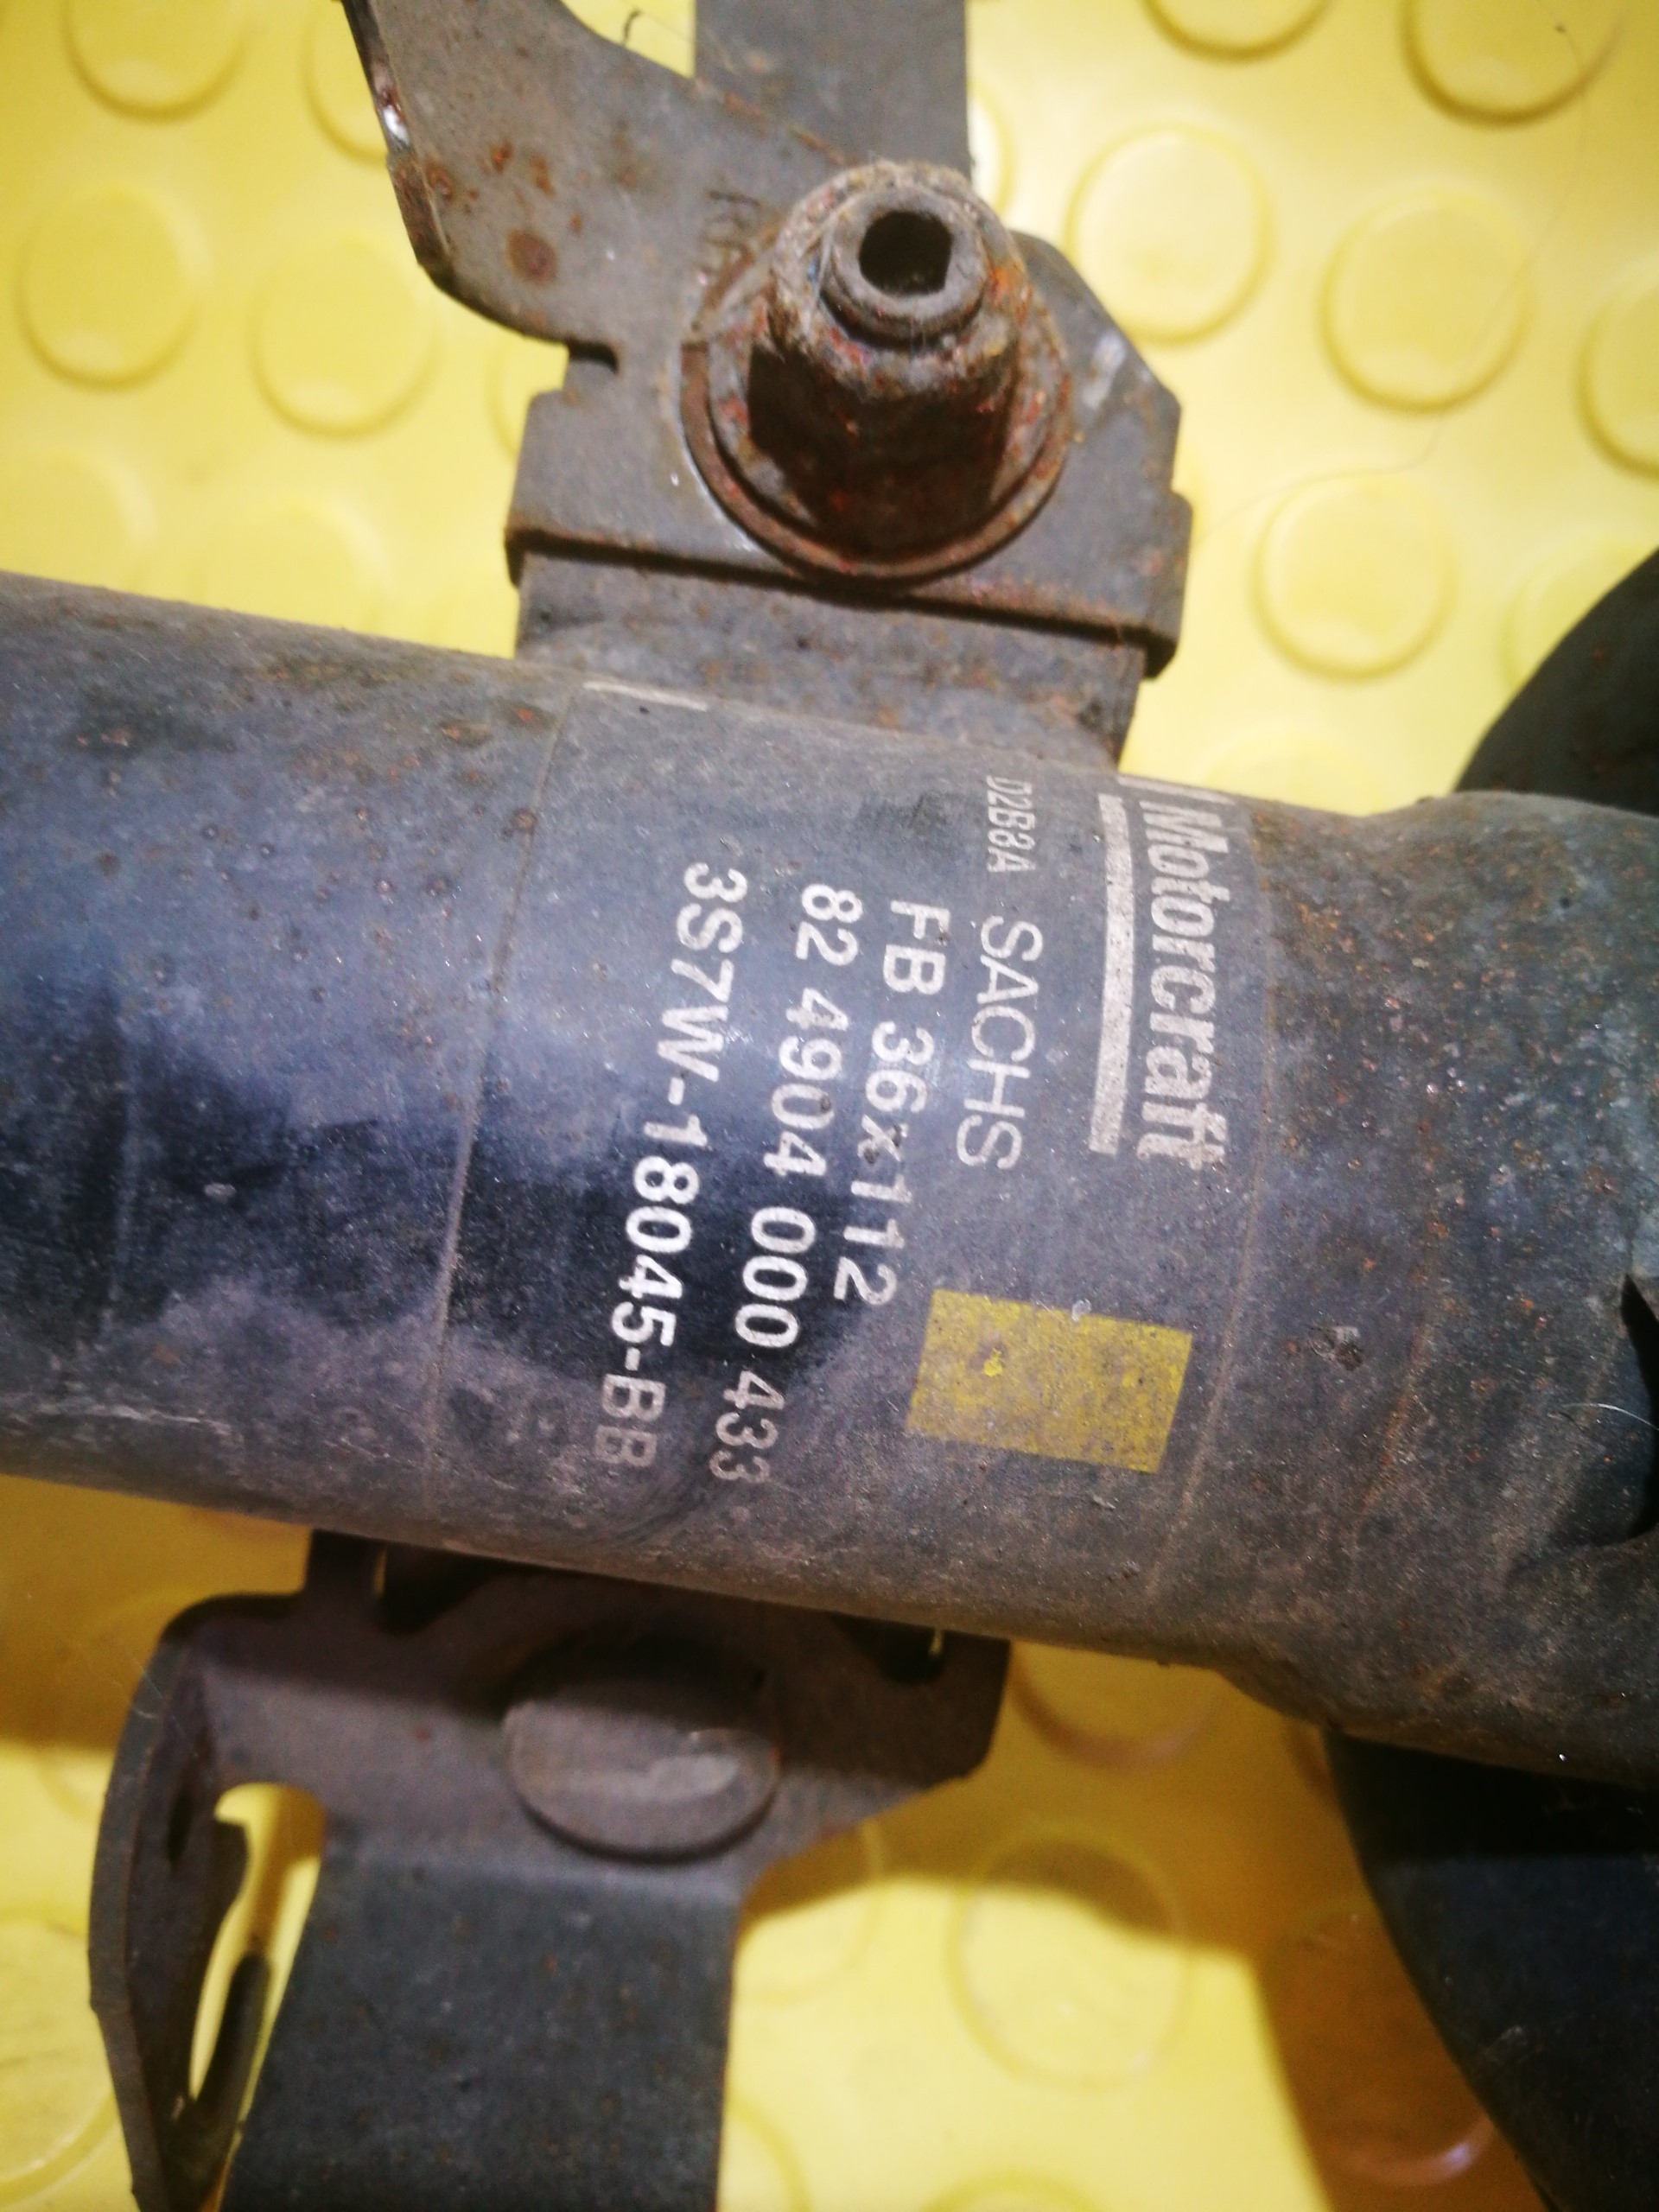 Motorcraft
D2B8A SACHS
FB 36x112
82 4904 000 433
3S7W-18045-BB